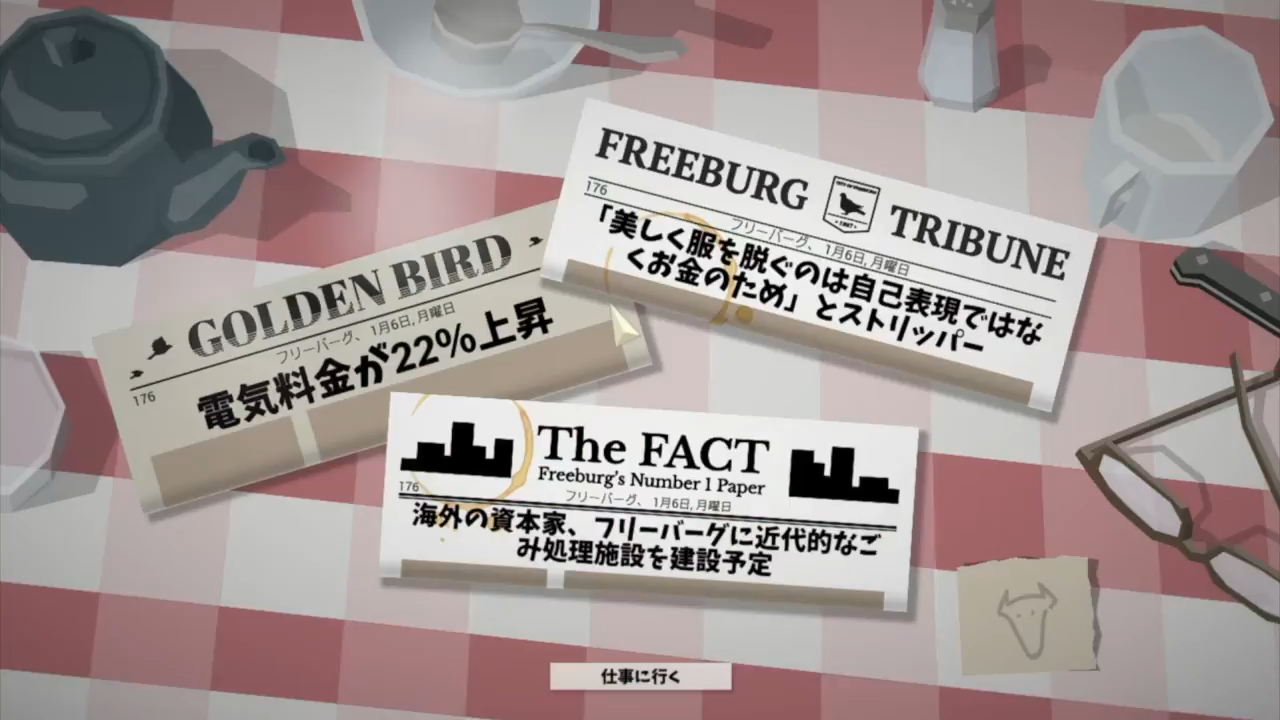 FREEBURG TRIBUNE
176
フリーバーグ、 1月6日, 月曜日
「美しく服を脱ぐのは自己表現ではな
くお金のため」とストリッパー
GOLDEN BIRD
フリーバーグ、 1月6日, 月曜日
176
電気料金が22%上昇
The FACT
Freeburg's Number 1 Paper
176
フリーバーグ、 1月6日, 月曜日
海外の資本家、フリーバーグに近代的なご
み処理施設を建設予定
仕事に行く